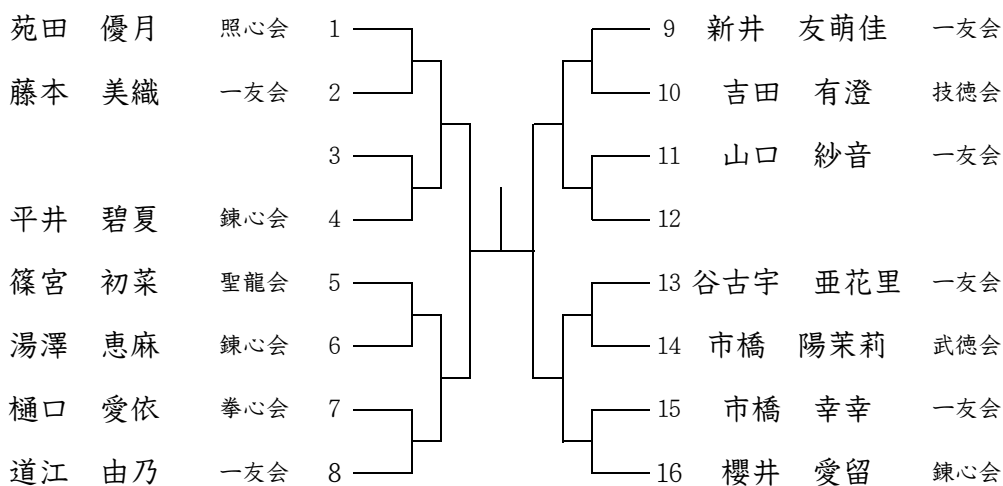 苑田 優月 照心会 1
藤本 美織 一友会 2
3
平井 碧夏 錬心会 4
篠宮 初菜 聖龍会 5
湯澤 恵麻 錬心会 6
樋口 愛依 拳心会 7
道江 由乃 一友会 8
9 新井 友萌佳 一友会
10 吉田 有澄 技徳会
11 山口 紗音 一友会
12
13 谷古宇 亜花里 一友会
14 市橋 陽茉莉 武徳会
15 市橋 幸幸 一友会
16 櫻井 愛留 錬心会